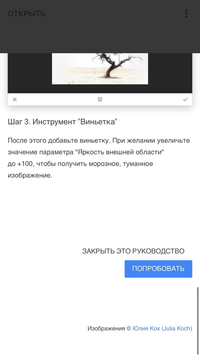 ОТКРЫТЬ
Шаг 3. Инструмент "Виньетка"
После этого добавьте виньетку. При желании увеличьте
значение параметра "Яркость внешней области"
до +100, чтобы получить морозное, туманное
изображение.
ЗАКРЫТЬ ЭТО РУКОВОДСТВО
ПОПРОБОВАТЬ
Изображения © Юлия Кох (Julia Koch)